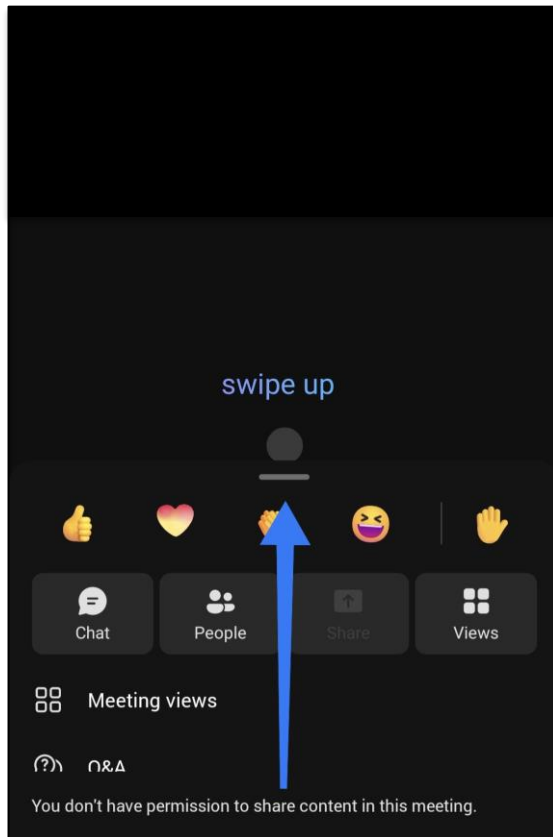 swipe up
Chat
People
Share
Views
Meeting views
Q&A
You don't have permission to share content in this meeting.